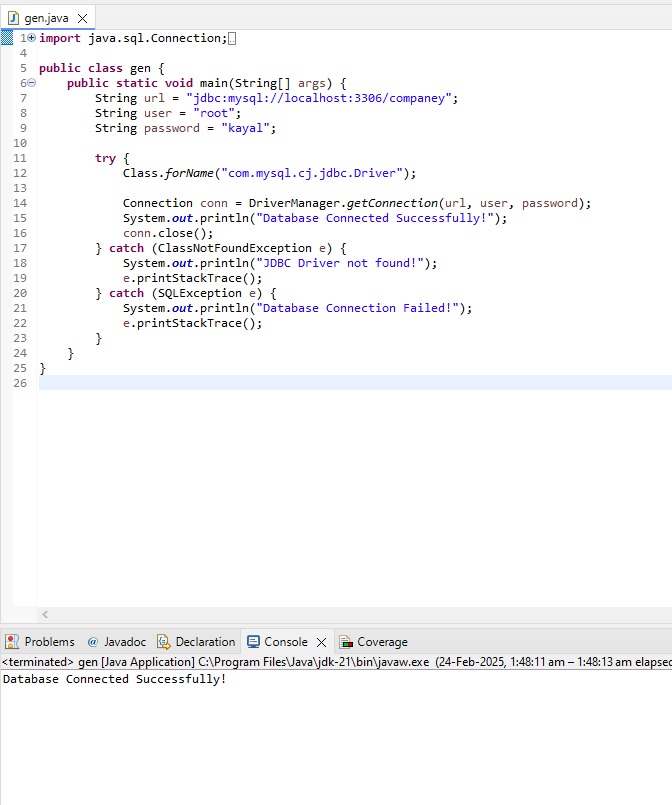 gen.java
1 import java.sql.Connection;
4
5 public class gen {
6 public static void main(String[] args) {
7 String url = "jdbc:mysql://localhost:3306/companey";
8 String user = "root";
9 String password = "kayal";
10
11 try {
12 Class.forName("com.mysql.cj.jdbc.Driver");
13
14 Connection conn = DriverManager.getConnection(url, user, password);
15 System.out.println("Database Connected Successfully!");
16 conn.close();
17 } catch (ClassNotFoundException e) {
18 System.out.println("JDBC Driver not found!");
19 e.printStackTrace();
20 } catch (SQLException e) {
21 System.out.println("Database Connection Failed!");
22 e.printStackTrace();
23 }
24 }
25 }
26
Problems @ Javadoc Declaration Console Coverage
<terminated> gen [Java Application] C:\Program Files\Java\jdk-21\bin\javaw.exe (24-Feb-2025, 1:48:11 am – 1:48:13 am elapsed
Database Connected Successfully!